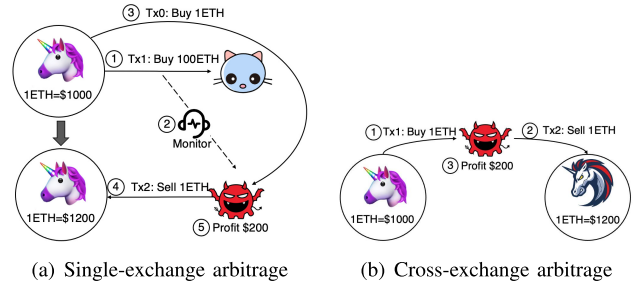 ③ Tx0: Buy 1ETH
① Tx1: Buy 100ETH
1ETH=$1000
②
Monitor
④ Tx2: Sell 1ETH
1ETH=$1200
⑤ Profit $200
(a) Single-exchange arbitrage
① Tx1: Buy 1ETH
② Tx2: Sell 1ETH
③ Profit $200
1ETH=$1000
1ETH=$1200
(b) Cross-exchange arbitrage